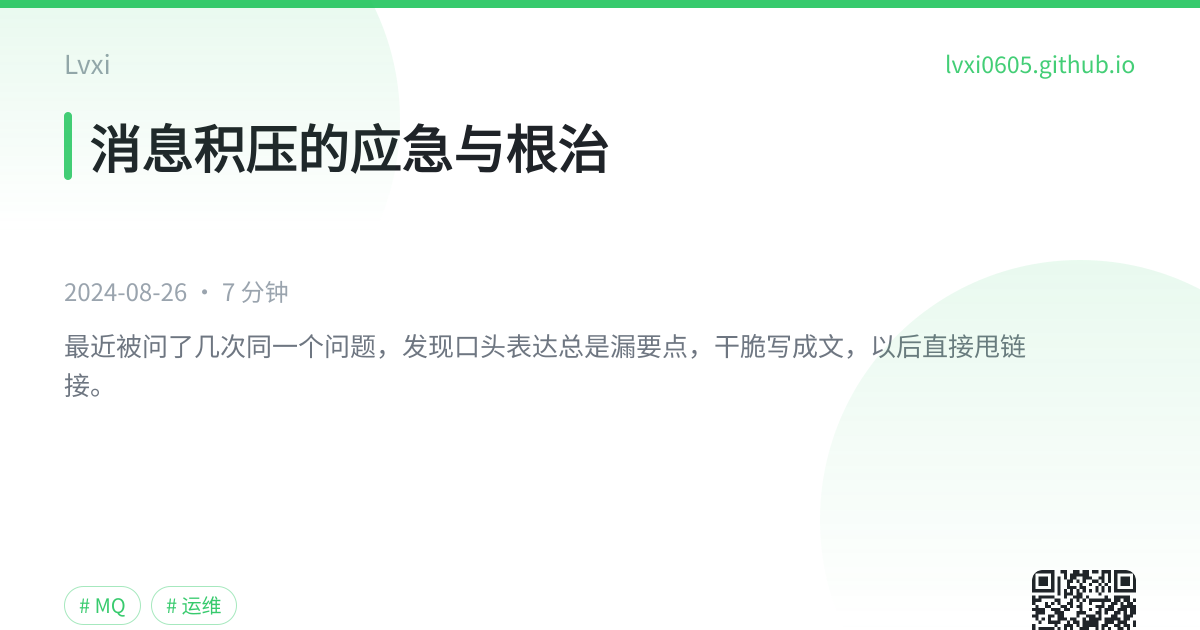 Lvxi
lvxi0605.github.io
消息积压的应急与根治
2024-08-26 · 7 分钟
最近被问了几次同一个问题，发现口头表达总是漏要点，干脆写成文，以后直接甩链
接。
# MQ
# 运维